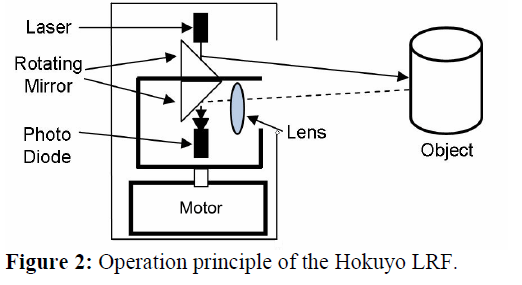 Laser
Rotating
Mirror
Photo
Diode
Lens
Object
Motor
Figure 2: Operation principle of the Hokuyo LRF.